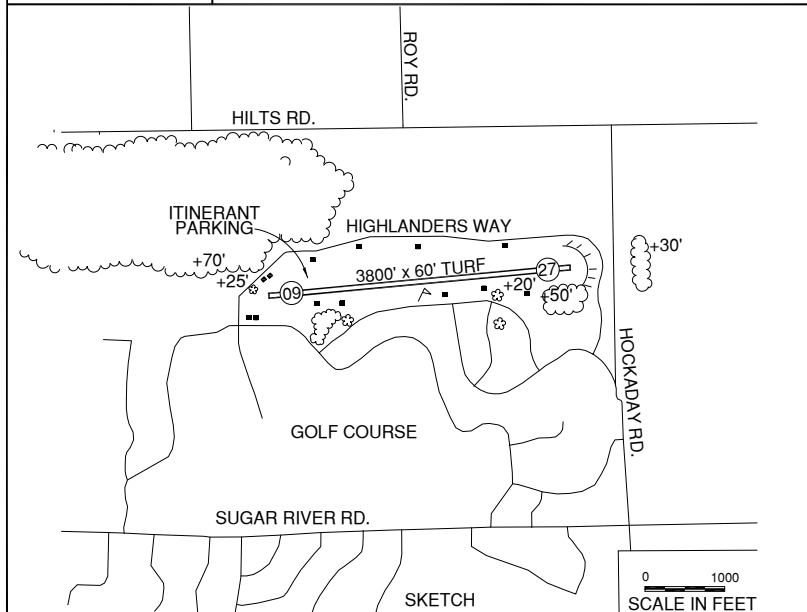 ROY RD.
HILTS RD.
ITINERANT
PARKING
HIGHLANDERS WAY
+70'
+25'
3800' x 60' TURF
09
27
+20'
+50'
+30'
HOCKADAY RD.
GOLF COURSE
SUGAR RIVER RD.
SKETCH
0 1000
SCALE IN FEET